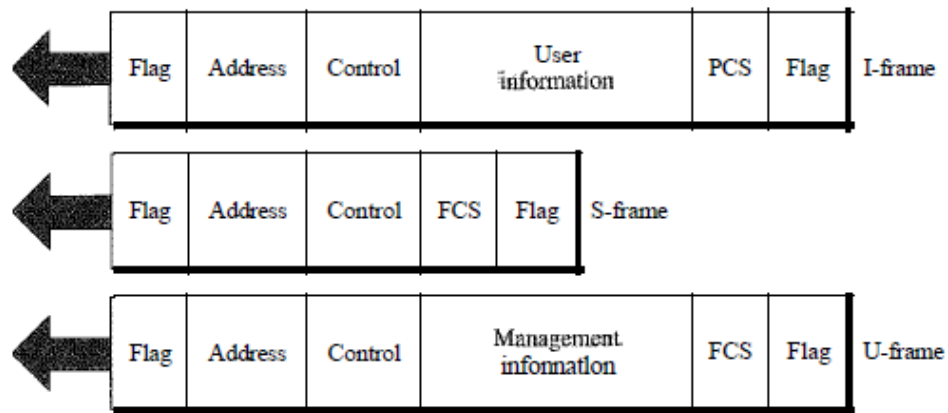 Flag Address Control User information PCS Flag I-frame
Flag Address Control FCS Flag S-frame
Flag Address Control Management. infonnatlon FCS Flag U-frame